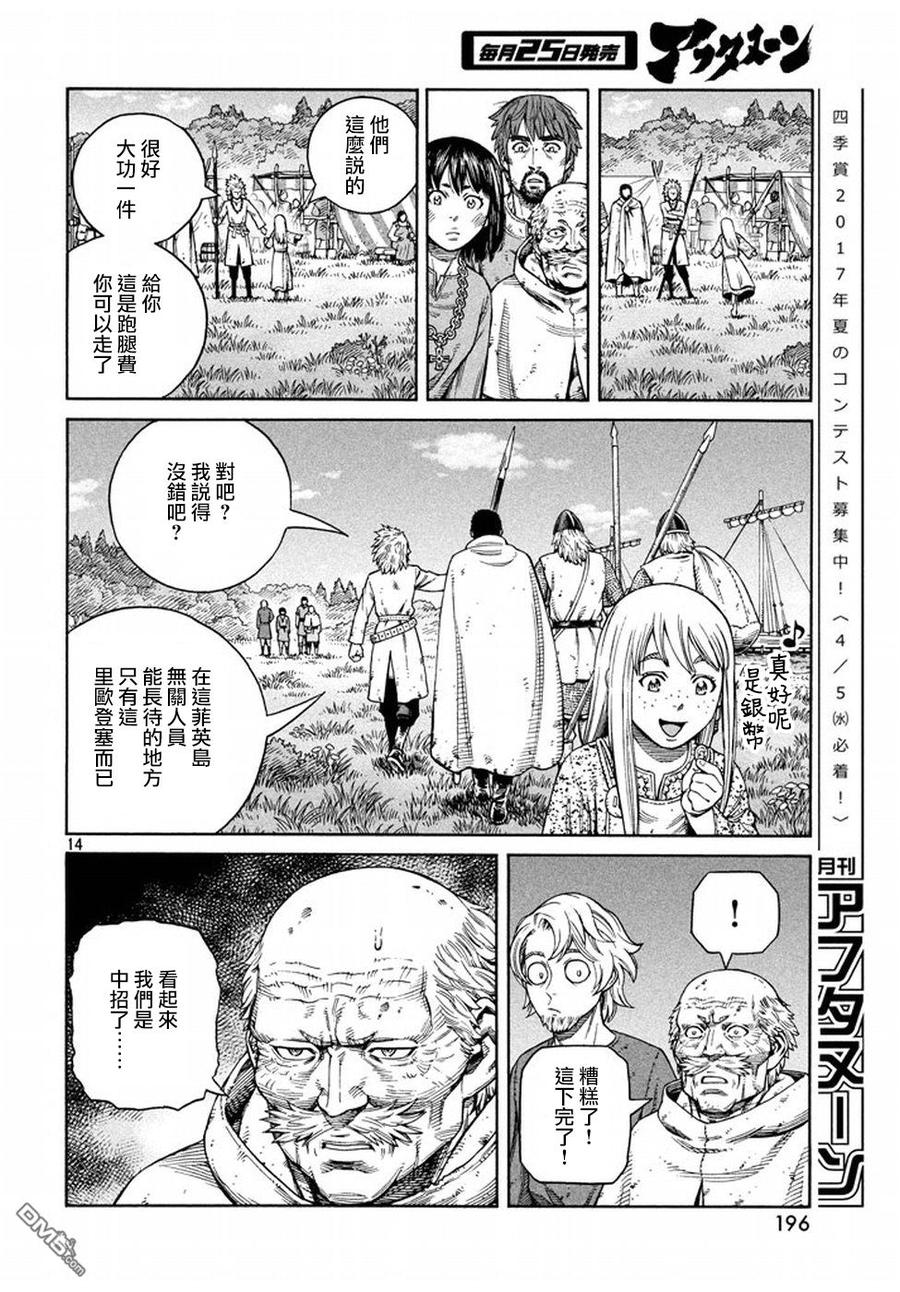 毎月25日発売
アフタヌーン
他們
這麼說的
很好
大功一件
給你
這是跑腿費
你可以走了
對吧?
我說得
沒錯吧?
在這菲英島
無關人員
能長待的地方
只有這
里歐登塞而已
♪真好呢
是銀幣
14
!
糟糕了!
這下完了!
看起來
我們是
中招了……
四季賞2017年夏のコンテスト募集中!〈4/5㈬必着!〉
月刊
アフタヌーン
196
DM5.com